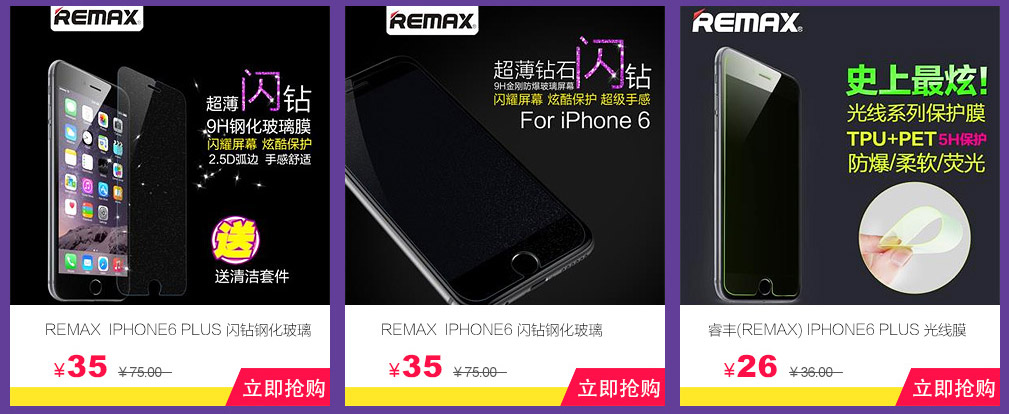 REMAX®
超薄闪钻
9H钢化玻璃膜
闪耀屏幕 炫酷保护
2.5D弧边 手感舒适
送
送清洁套件
REMAX IPHONE6 PLUS 闪钻钢化玻璃
¥35 ¥75.00
立即抢购
REMAX®
超薄钻石闪钻
9H金刚防爆玻璃屏幕
闪耀屏幕 炫酷保护 超级手感
For iPhone 6
REMAX IPHONE6 闪钻钢化玻璃
¥35 ¥75.00
立即抢购
REMAX®
史上最炫!
光线系列保护膜
TPU+PET 5H保护
防爆/柔软/荧光
睿丰(REMAX) IPHONE6 PLUS 光线膜
¥26 ¥36.00
立即抢购